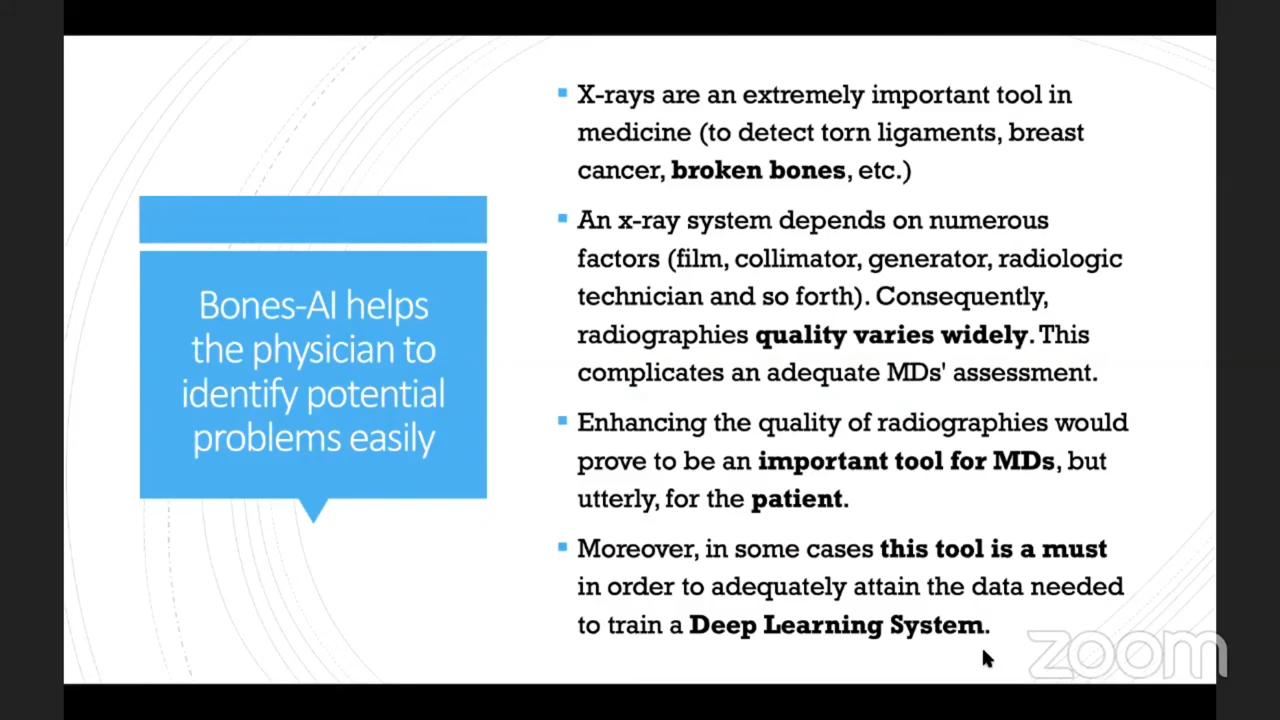 Bones-AI helps
the physician to
identify potential
problems easily
X-rays are an extremely important tool in
medicine (to detect torn ligaments, breast
cancer, broken bones, etc.)
An x-ray system depends on numerous
factors (film, collimator, generator, radiologic
technician and so forth). Consequently,
radiographies quality varies widely. This
complicates an adequate MDs' assessment.
Enhancing the quality of radiographies would
prove to be an important tool for MDs, but
utterly, for the patient.
Moreover, in some cases this tool is a must
in order to adequately attain the data needed
to train a Deep Learning System.
zoom